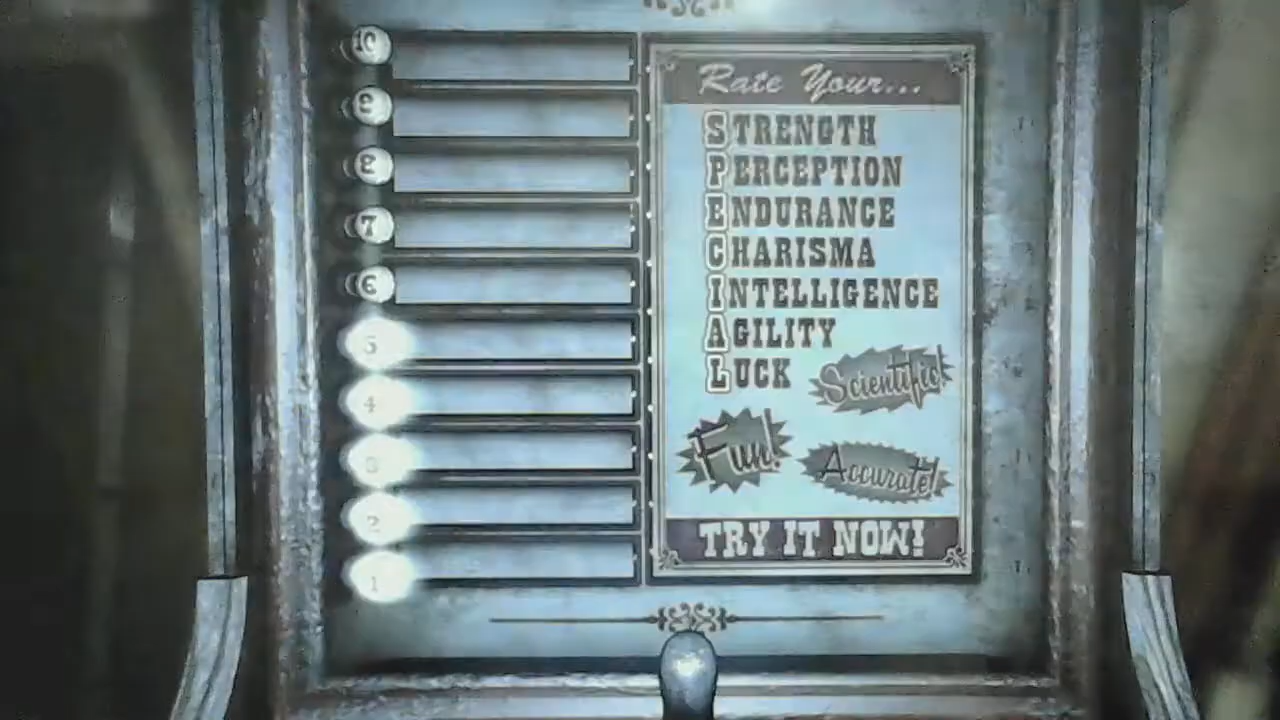 10
9
8
7
6
5
4
3
2
1
Rate Your...
STRENGTH
PERCEPTION
ENDURANCE
CHARISMA
INTELLIGENCE
AGILITY
LUCK
Scientific!
Fun!
Accurate!
TRY IT NOW!